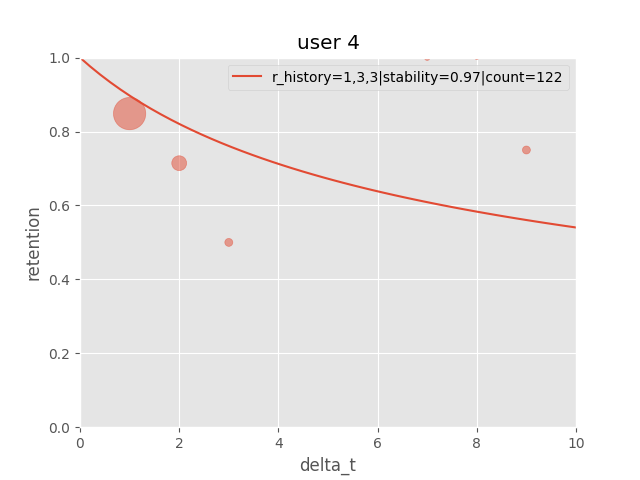 user 4
r_history=1,3,3|stability=0.97|count=122
retention
1.0
0.8
0.6
0.4
0.2
0.0
0 2 4 6 8 10
delta_t